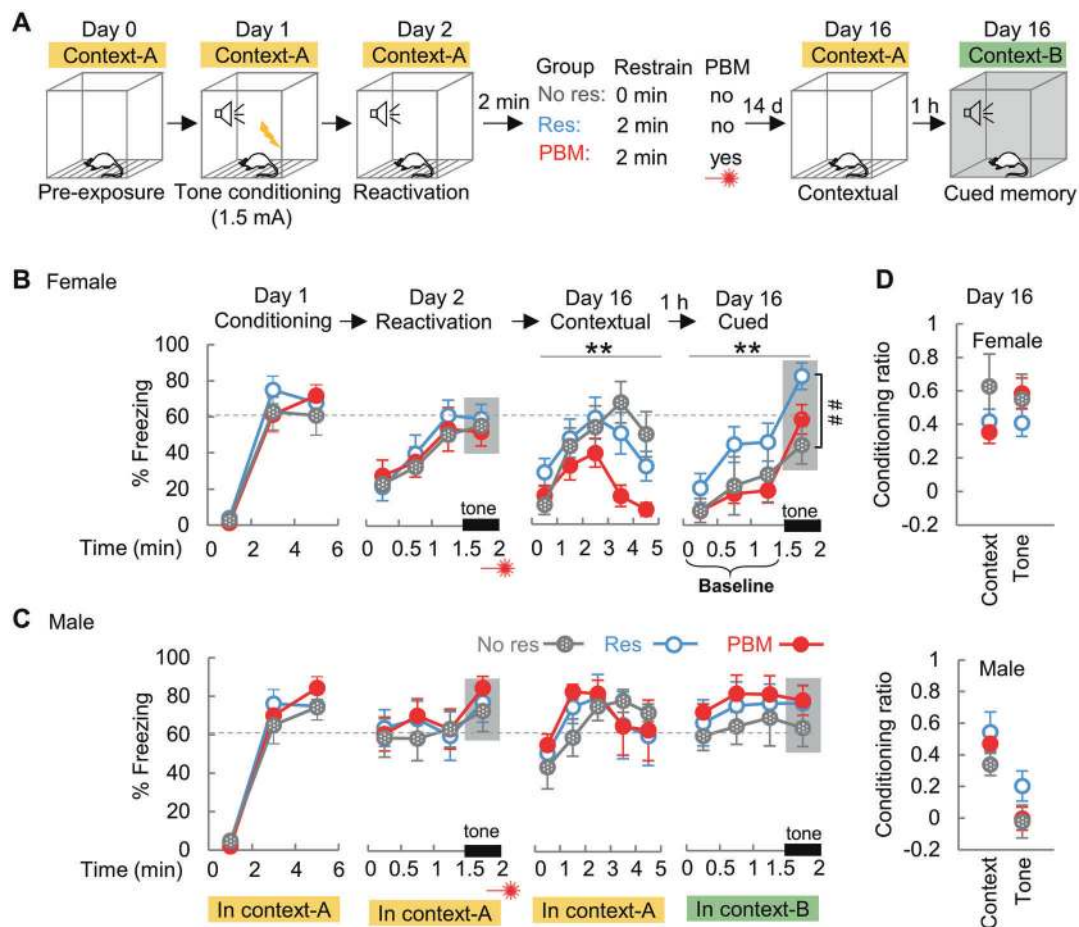 A
Day 0
Day 1
Day 2
Day 16
Day 16
Context-A
Context-A
Context-A
Context-A
Context-B
Group Restrain PBM
No res: 0 min no
Res: 2 min no
PBM: 2 min yes
2 min
14 d
1 h
Pre-exposure
Tone conditioning
(1.5 mA)
Reactivation
Contextual
Cued memory
B Female
Day 1
Conditioning
Day 2
Reactivation
Day 16
Contextual
1 h
Day 16
Cued
**
**
##
% Freezing
100
80
60
40
20
0
tone
tone
Time (min)
0 2 4 6
0 0.5 1 1.5 2
0 1 2 3 4 5
0 0.5 1 1.5 2
Baseline
C Male
No res
Res
PBM
% Freezing
100
80
60
40
20
0
tone
tone
Time (min)
0 2 4 6
0 0.5 1 1.5 2
0 1 2 3 4 5
0 0.5 1 1.5 2
In context-A
In context-A
In context-A
In context-B
D
Day 16
Female
Conditioning ratio
1
0.8
0.6
0.4
0.2
0
-0.2
Context
Tone
Male
Conditioning ratio
1
0.8
0.6
0.4
0.2
0
-0.2
Context
Tone